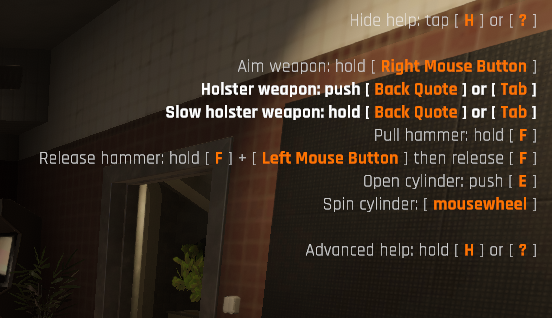 Hide help: tap [ H ] or [ ? ]
Aim weapon: hold [ Right Mouse Button ]
Holster weapon: push [ Back Quote ] or [ Tab ]
Slow holster weapon: hold [ Back Quote ] or [ Tab ]
Pull hammer: hold [ F ]
Release hammer: hold [ F ] + [ Left Mouse Button ] then release [ F ]
Open cylinder: push [ E ]
Spin cylinder: [ mousewheel ]
Advanced help: hold [ H ] or [ ? ]